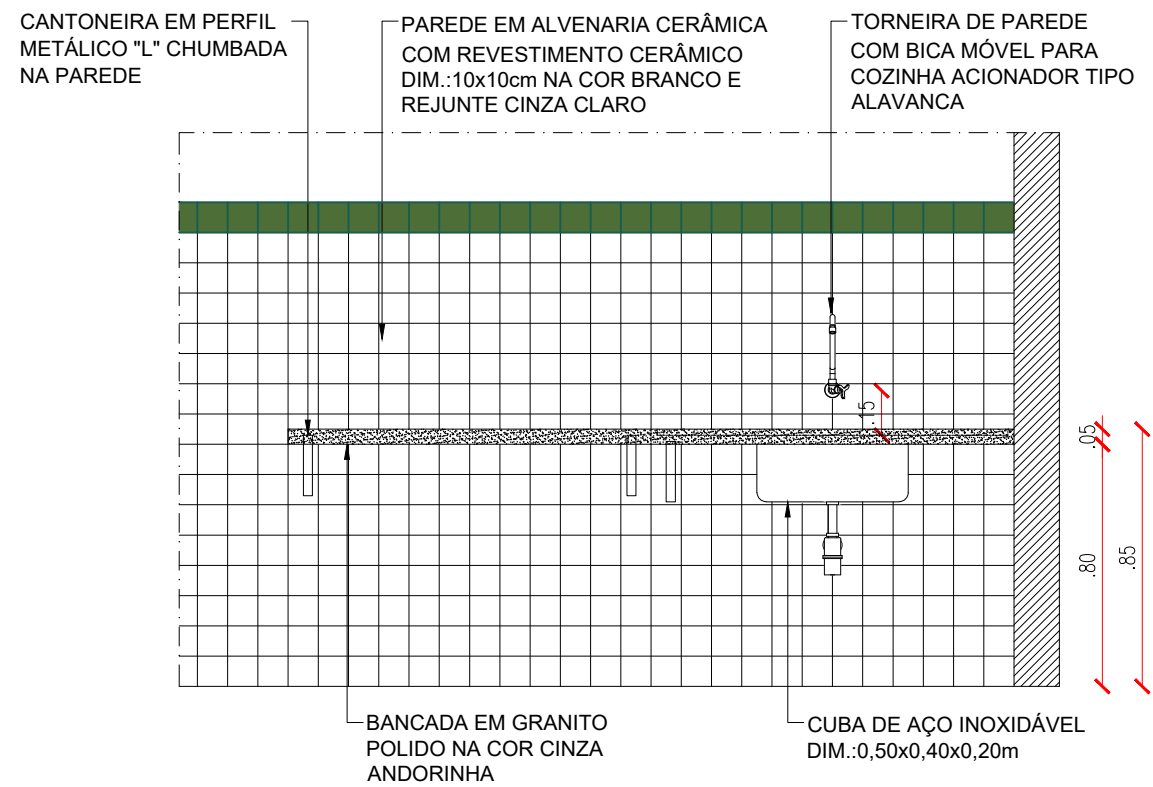 CANTONEIRA EM PERFIL
METÁLICO "L" CHUMBADA
NA PAREDE
PAREDE EM ALVENARIA CERÂMICA
COM REVESTIMENTO CERÂMICO
DIM.:10x10cm NA COR BRANCO E
REJUNTE CINZA CLARO
TORNEIRA DE PAREDE
COM BICA MÓVEL PARA
COZINHA ACIONADOR TIPO
ALAVANCA
.15
.05
.80
.85
BANCADA EM GRANITO
POLIDO NA COR CINZA
ANDORINHA
CUBA DE AÇO INOXIDÁVEL
DIM.:0,50x0,40x0,20m